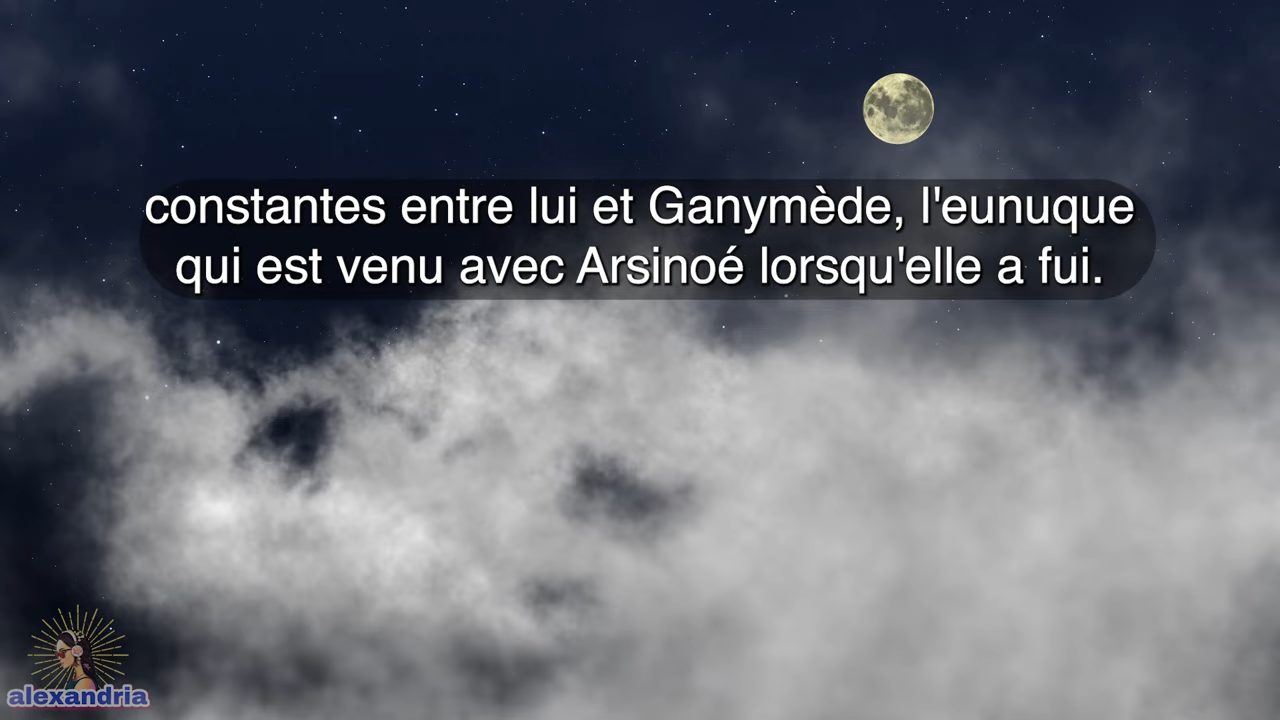 constantes entre lui et Ganymède, l'eunuque
qui est venu avec Arsinoé lorsqu'elle a fui.
alexandria